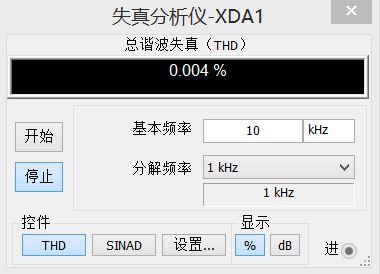 失真分析仪-XDA1
总谐波失真（THD）
0.004 %
开始
基本频率 10 kHz
停止
分解频率 1 kHz
1 kHz
控件 显示
THD SINAD 设置... % dB 进